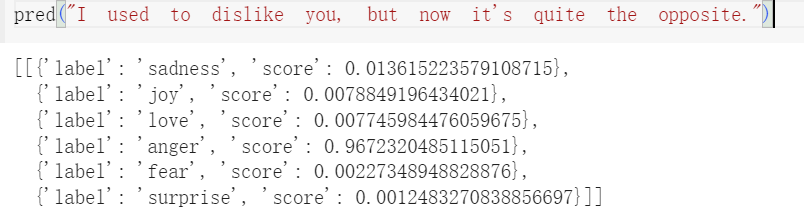 pred("I used to dislike you, but now it's quite the opposite.")
[[{'label': 'sadness', 'score': 0.013615223579108715},
{'label': 'joy', 'score': 0.0078849196434021},
{'label': 'love', 'score': 0.007745984476059675},
{'label': 'anger', 'score': 0.9672320485115051},
{'label': 'fear', 'score': 0.00227348948828876},
{'label': 'surprise', 'score': 0.0012483270838856697}]]